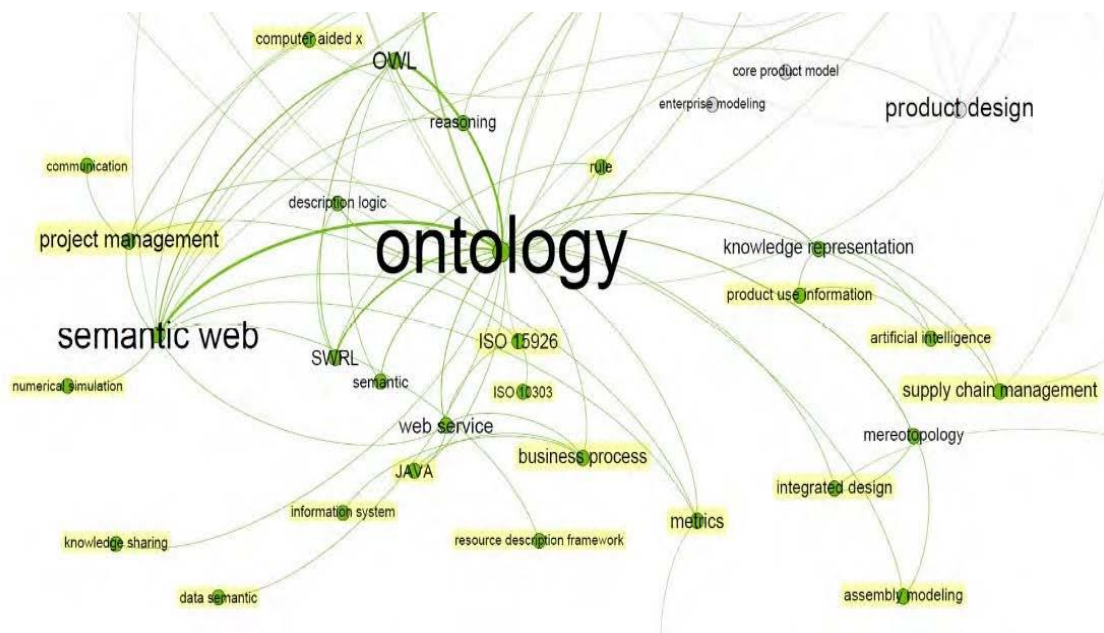 computer aided x
OWL
core product model
enterprise modeling
product design
reasoning
communication
rule
description logic
project management
ontology
knowledge representation
product use information
semantic web
ISO 15926
artificial intelligence
SWRL
numerical simulation
semantic
ISO 10303
supply chain management
web service
mereotopology
business process
JAVA
integrated design
information system
metrics
knowledge sharing
resource description framework
data semantic
assembly modeling